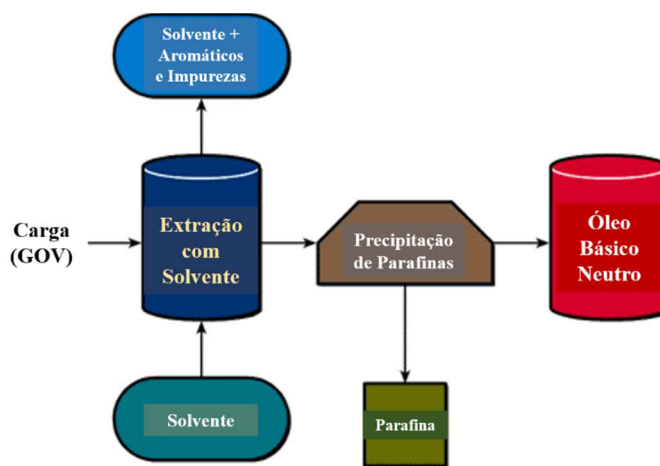 Solvente +
Aromáticos
e Impurezas
Carga
(GOV)
Extração
com
Solvente
Precipitação
de Parafinas
Óleo
Básico
Neutro
Solvente
Parafina